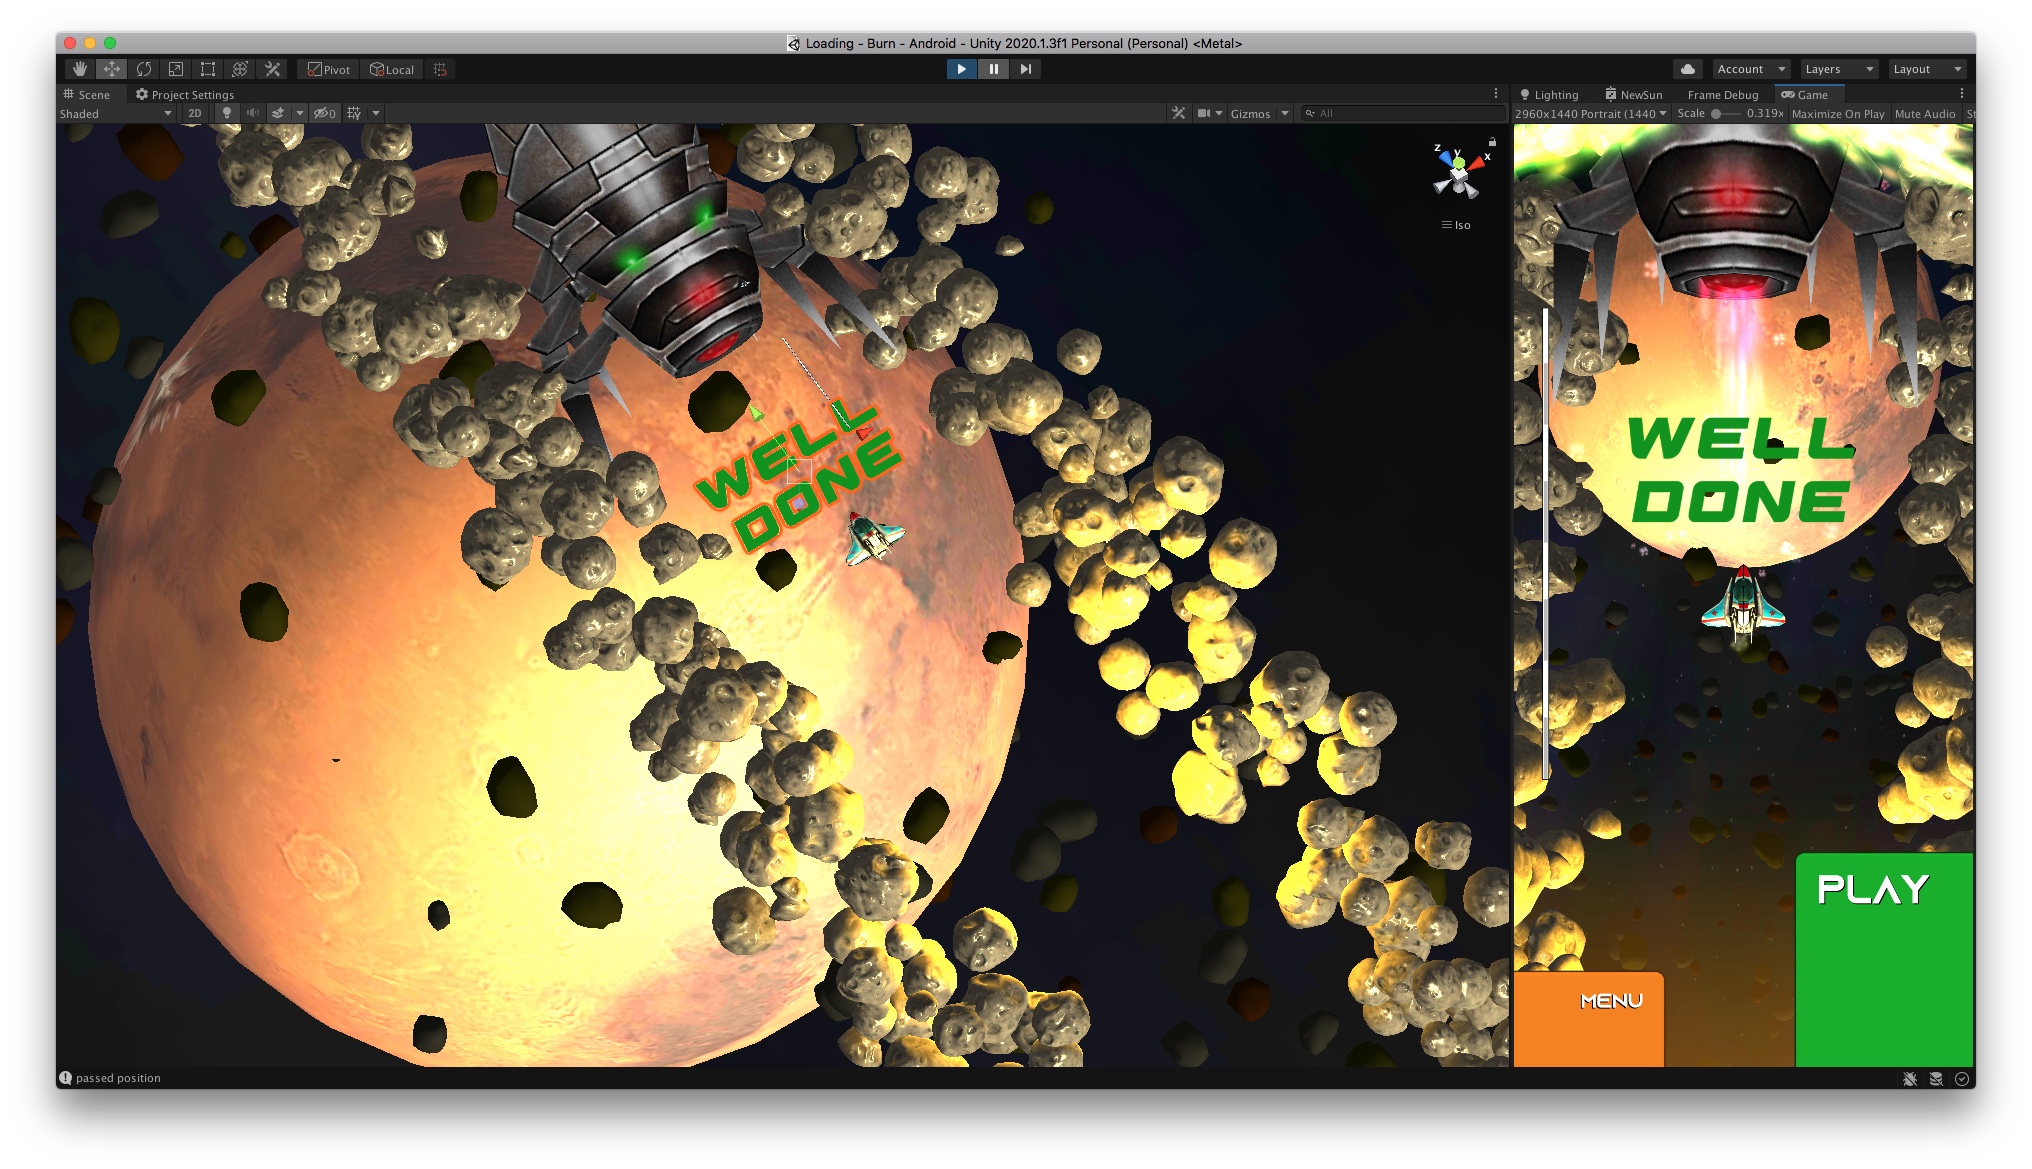 Loading - Burn - Android - Unity 2020.1.3f1 Personal (Personal) <Metal>
Pivot Local Account Layers Layout
Scene Project Settings Lighting NewSun Frame Debug Game
Shaded 2D 0 Gizmos All 2960x1440 Portrait (1440 Scale 0.319x Maximize On Play Mute Audio St
z y x
Iso
WELL
DONE
WELL
DONE
PLAY
MENU
passed position